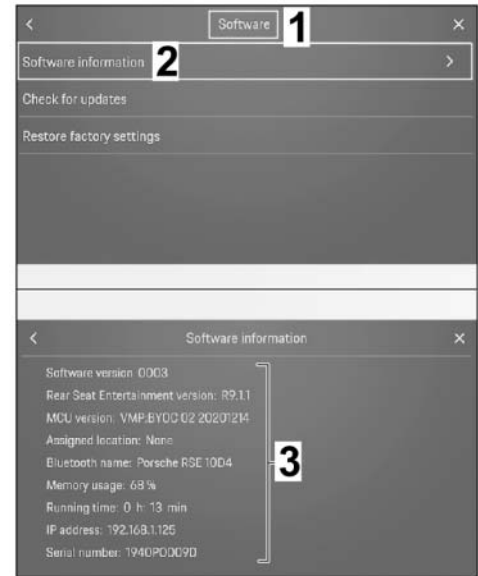 Software
1
Software information
2
Check for updates
Restore factory settings
Software information
Software version 0003
Rear Seat Entertainment version: R9.1.1
MCU version: VMP:BYOC 02 20201214
Assigned location: None
Bluetooth name: Porsche RSE 10D4
Memory usage: 68 %
Running time: 0 h: 13 min
IP address: 192.168.1.125
Serial number: 1940PD009D
3